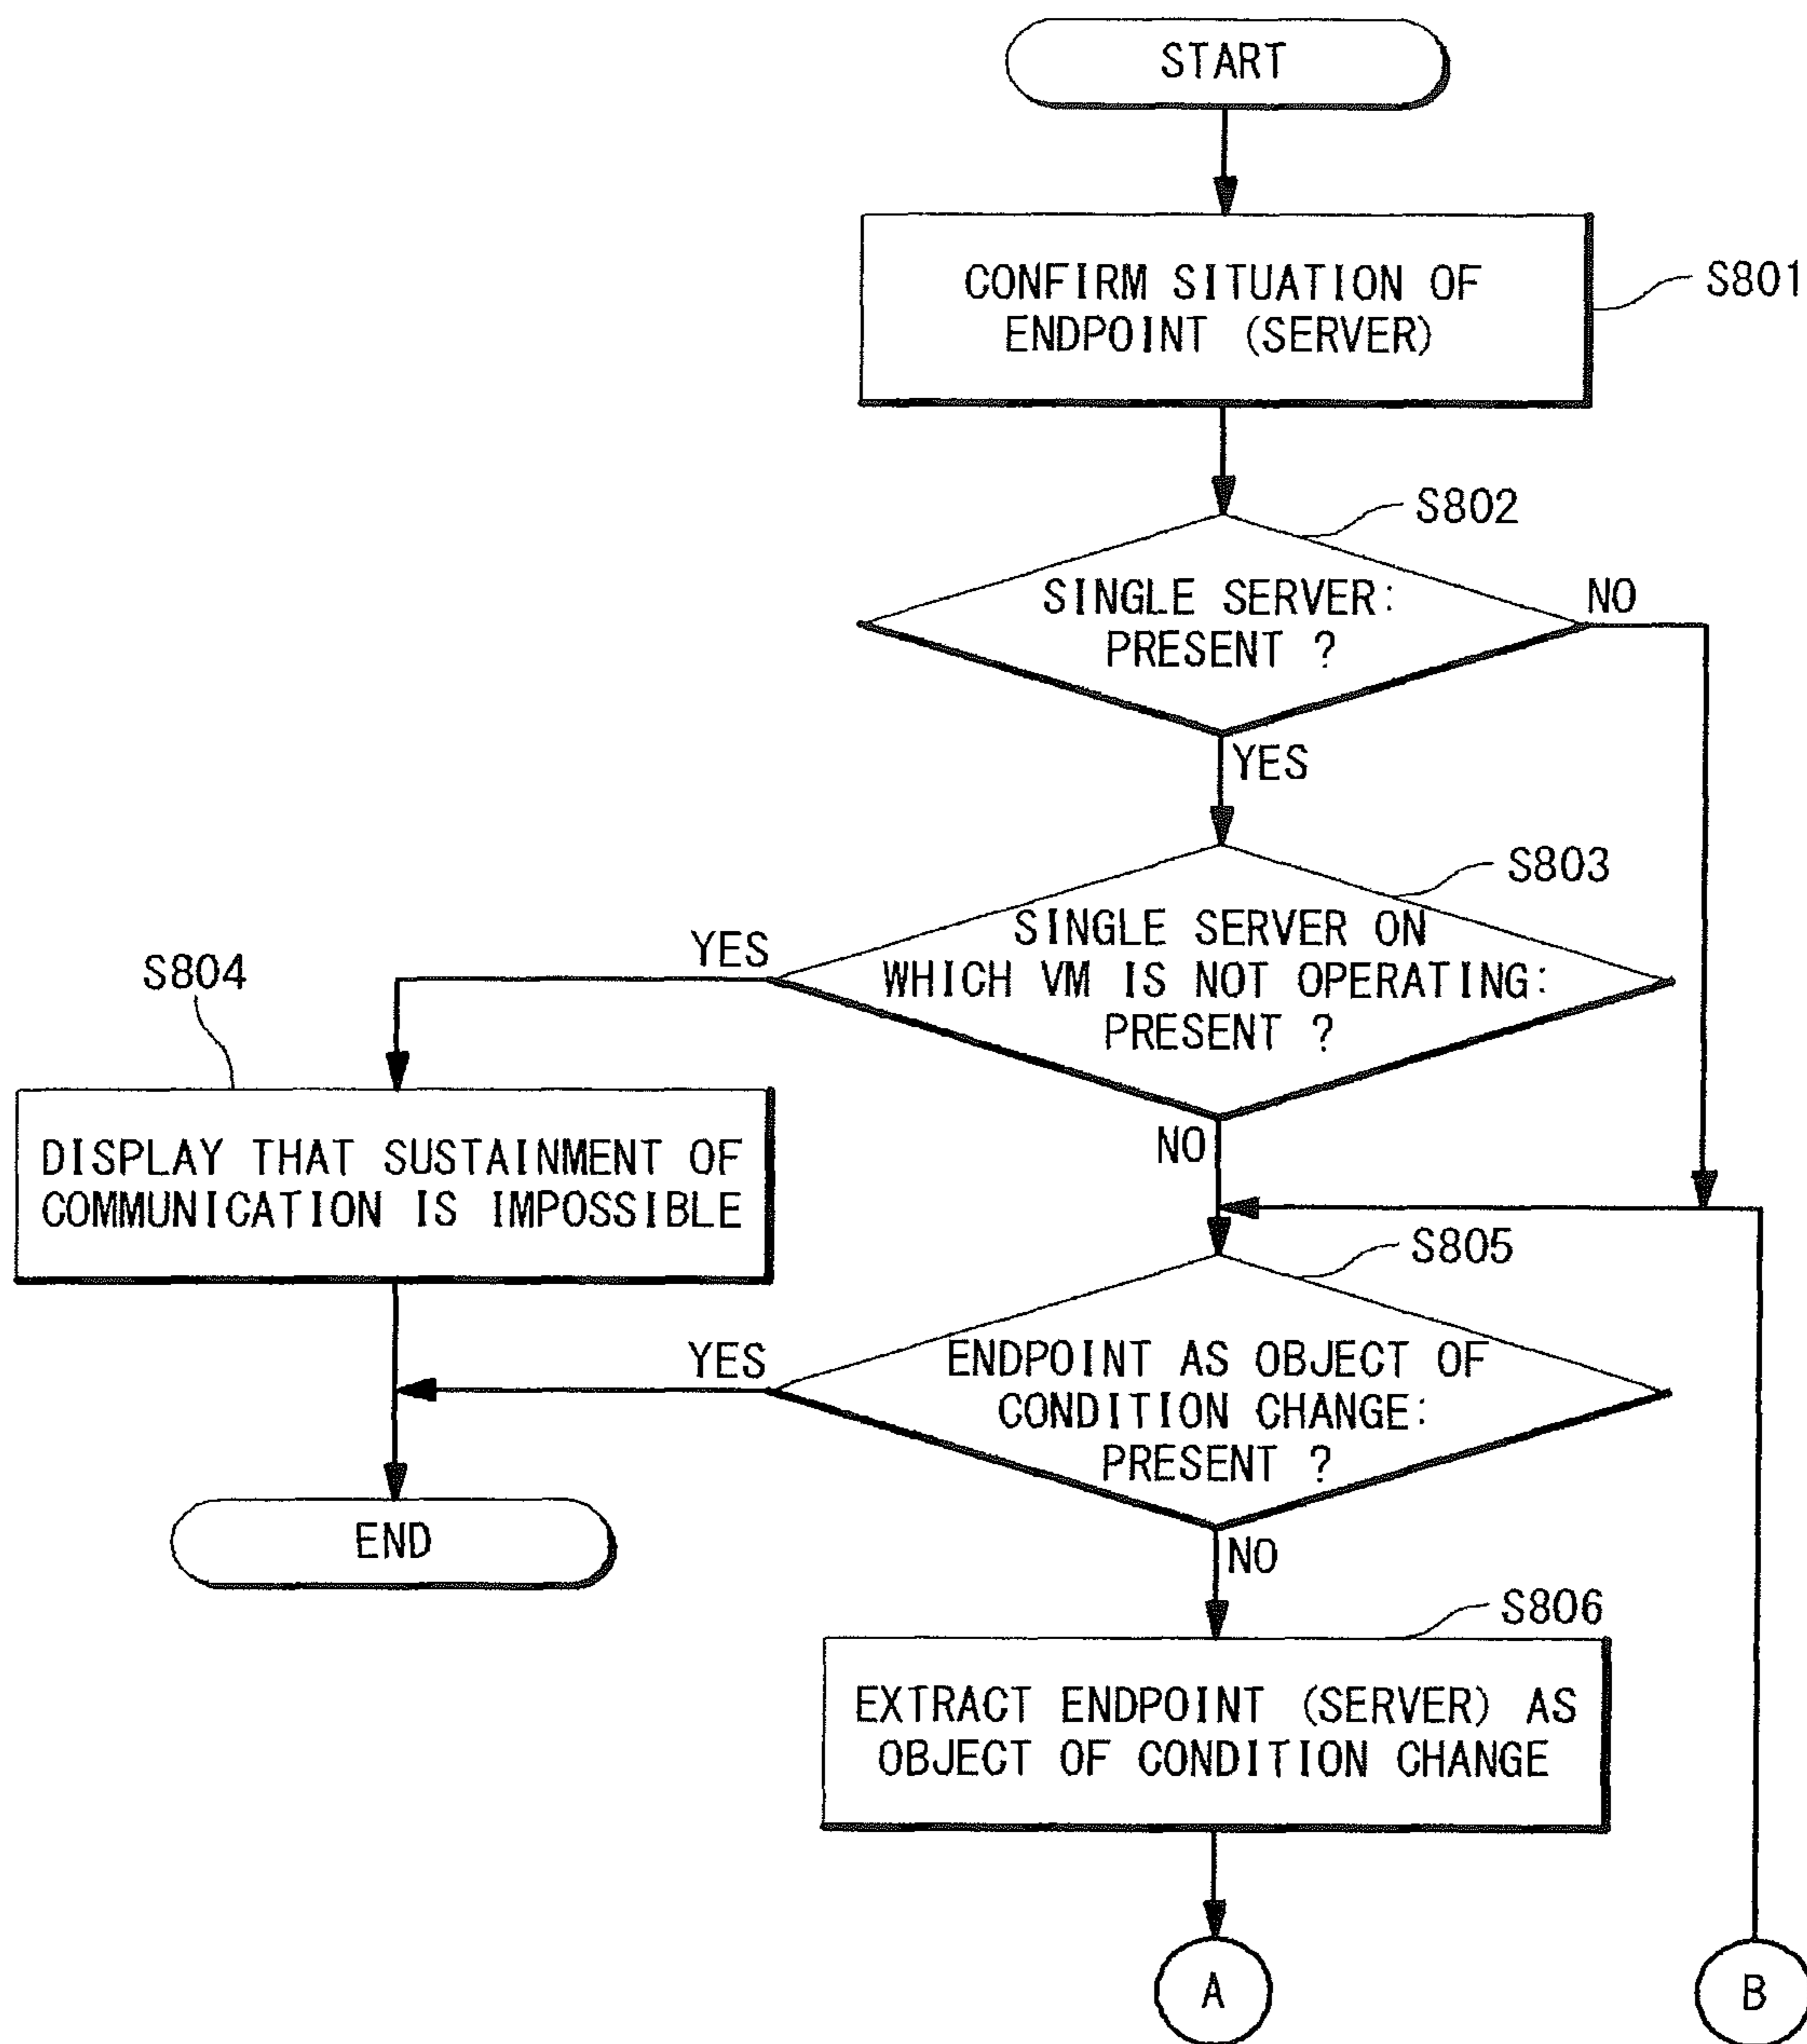 START
CONFIRM SITUATION OF
ENDPOINT (SERVER)
S801
S802
SINGLE SERVER:
PRESENT ?
NO
YES
S803
SINGLE SERVER ON
WHICH VM IS NOT OPERATING:
PRESENT ?
YES
NO
S804
DISPLAY THAT SUSTAINMENT OF
COMMUNICATION IS IMPOSSIBLE
S805
ENDPOINT AS OBJECT OF
CONDITION CHANGE:
PRESENT ?
YES
NO
END
S806
EXTRACT ENDPOINT (SERVER) AS
OBJECT OF CONDITION CHANGE
A
B